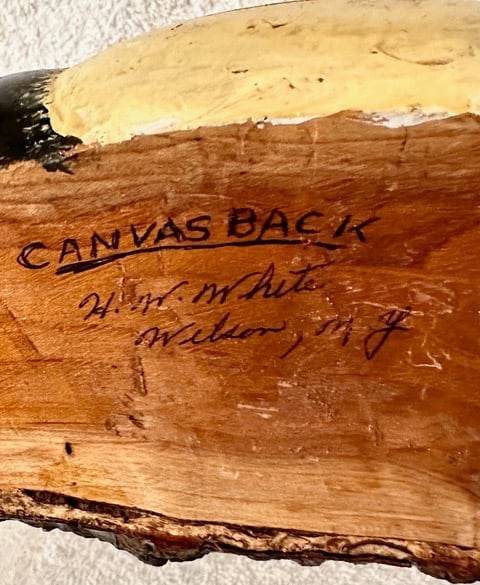 CANVAS BACK
H. W. White
Wilson, N Y